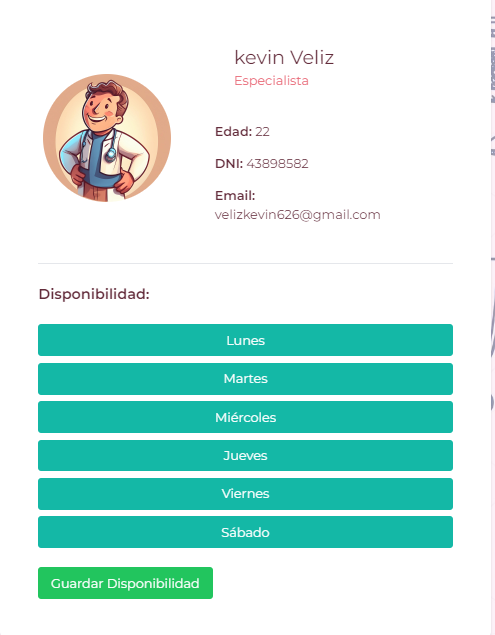 kevin Veliz
Especialista
Edad: 22
DNI: 43898582
Email:
velizkevin626@gmail.com
Disponibilidad:
Lunes
Martes
Miércoles
Jueves
Viernes
Sábado
Guardar Disponibilidad